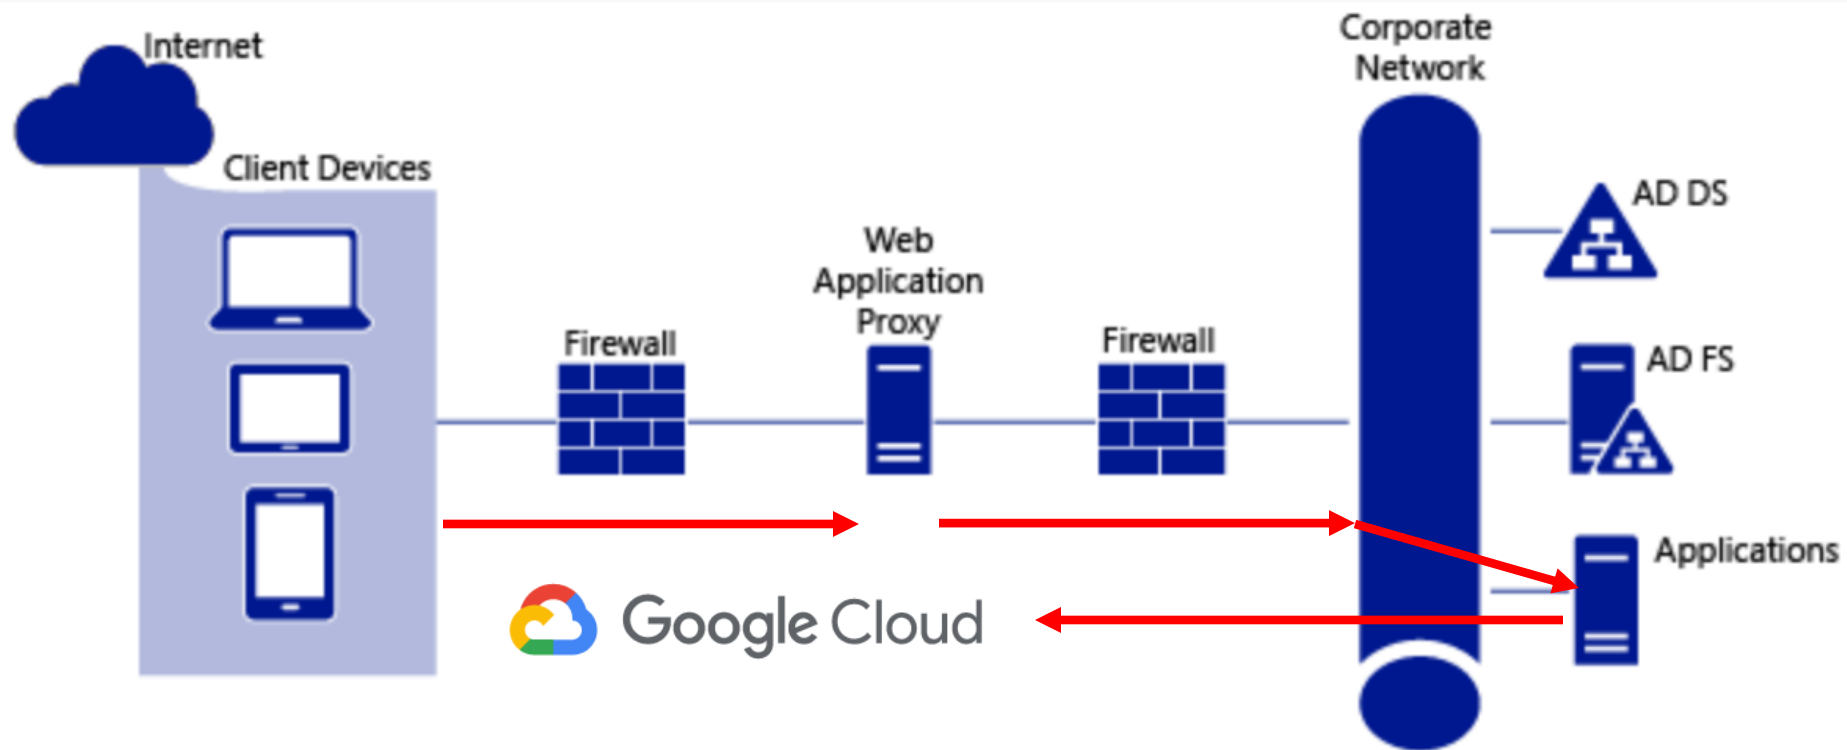 Internet
Client Devices
Firewall
Web
Application
Proxy
Firewall
Corporate
Network
AD DS
AD FS
Applications
Google Cloud